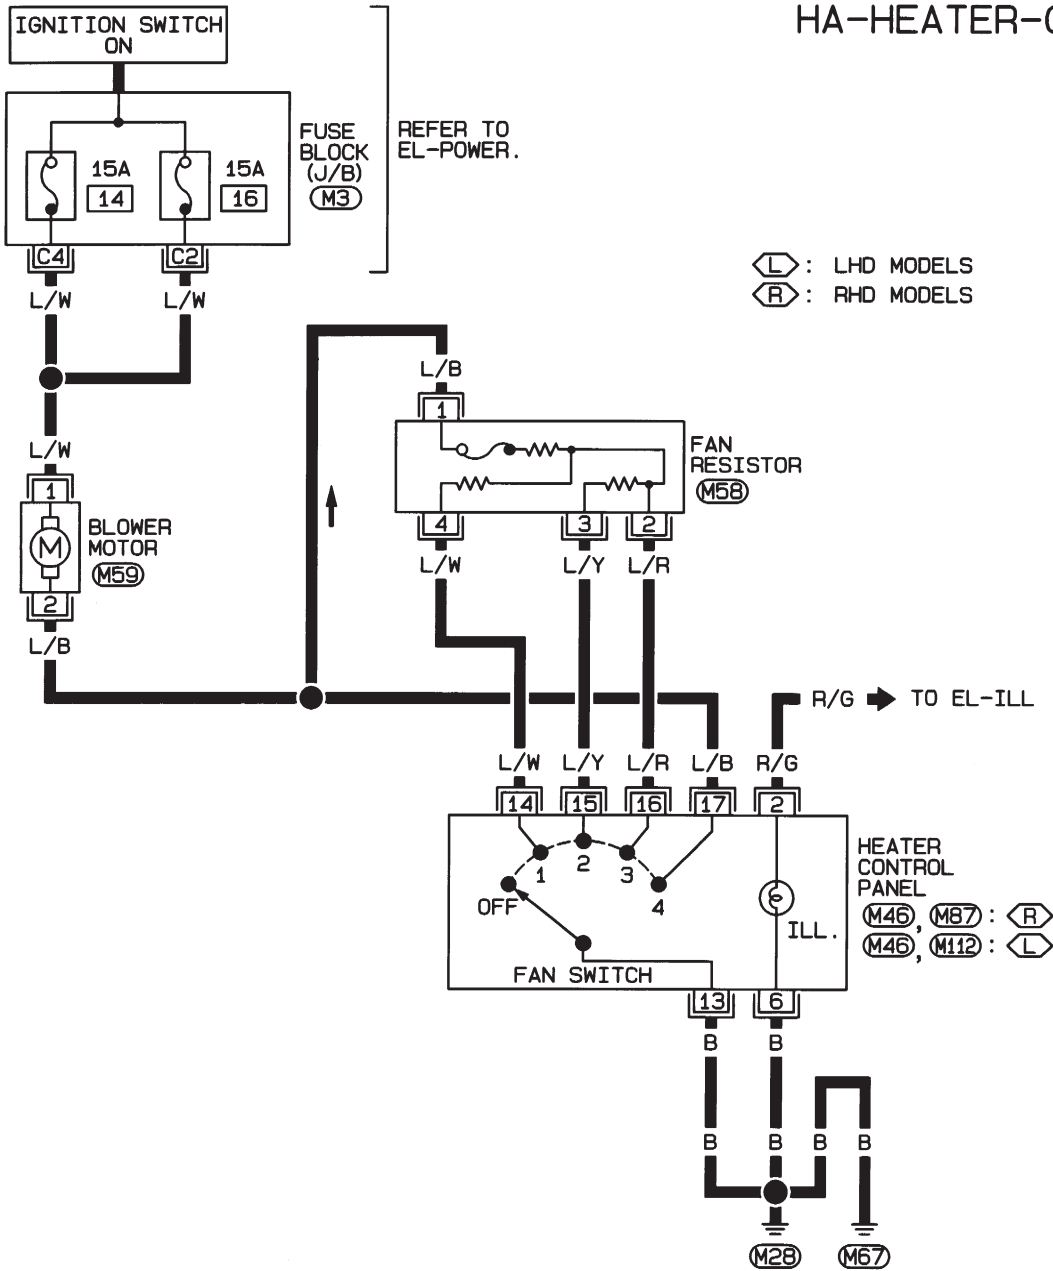 HA-HEATER-
IGNITION SWITCH
ON
FUSE
BLOCK
(J/B)
M3
REFER TO
EL-POWER.
15A
14
15A
16
C4
C2
L/W
L/W
L : LHD MODELS
R : RHD MODELS
L/B
1
L/W
1
M
BLOWER
MOTOR
M59
2
L/B
FAN
RESISTOR
M58
4
3
2
L/W
L/Y
L/R
R/G
TO EL-ILL
L/W
L/Y
L/R
L/B
R/G
14
15
16
17
2
1
2
3
4
OFF
FAN SWITCH
ILL.
HEATER
CONTROL
PANEL
M46, M87 : R
M46, M112 : L
13
6
B
B
B
B
B
B
M28
M67